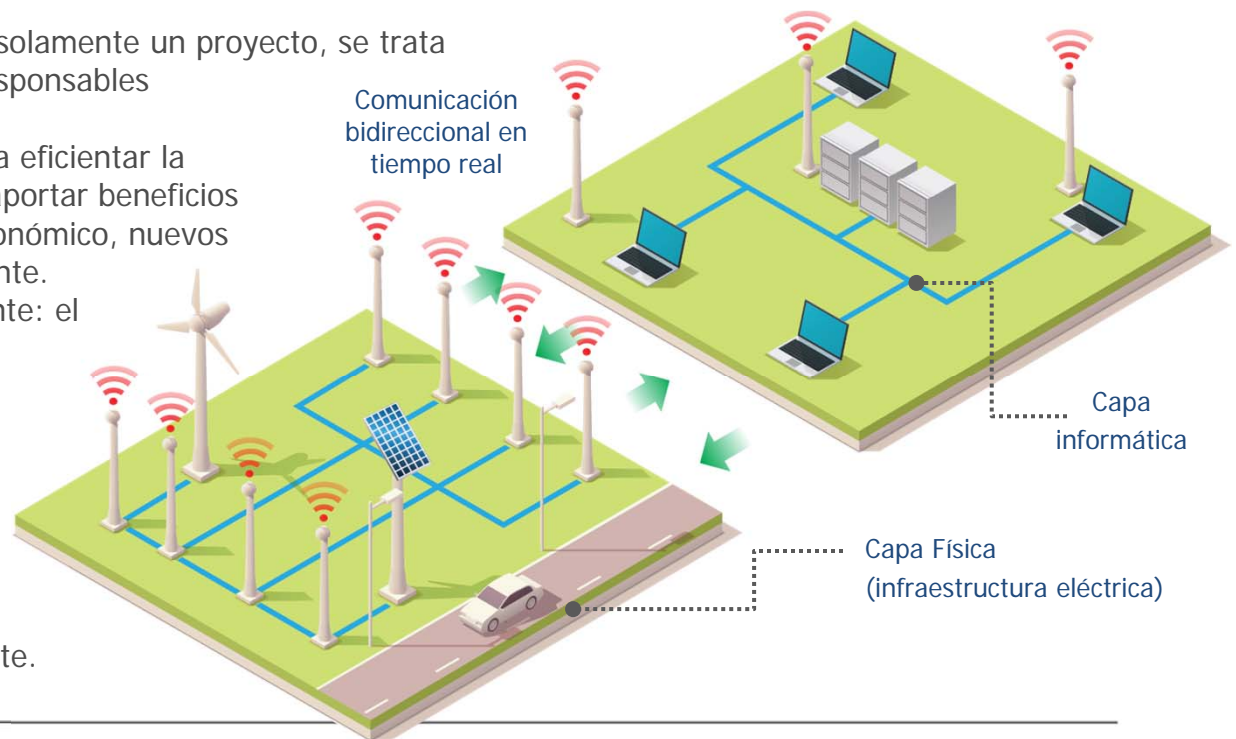 solamente un proyecto, se trata
sponsables
a eficientar la
aportar beneficios
onómico, nuevos
nte.
nte: el
te.
Comunicación
bidireccional en
tiempo real
Capa
informática
Capa Física
(infraestructura eléctrica)